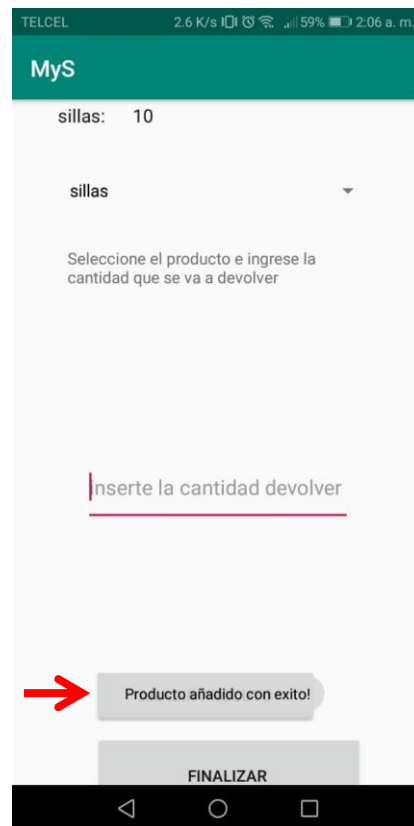 TELCEL 2.6 K/s 59% 2:06 a. m.
MyS
sillas: 10
sillas
Seleccione el producto e ingrese la
cantidad que se va a devolver
inserte la cantidad devolver
Producto añadido con exito!
FINALIZAR